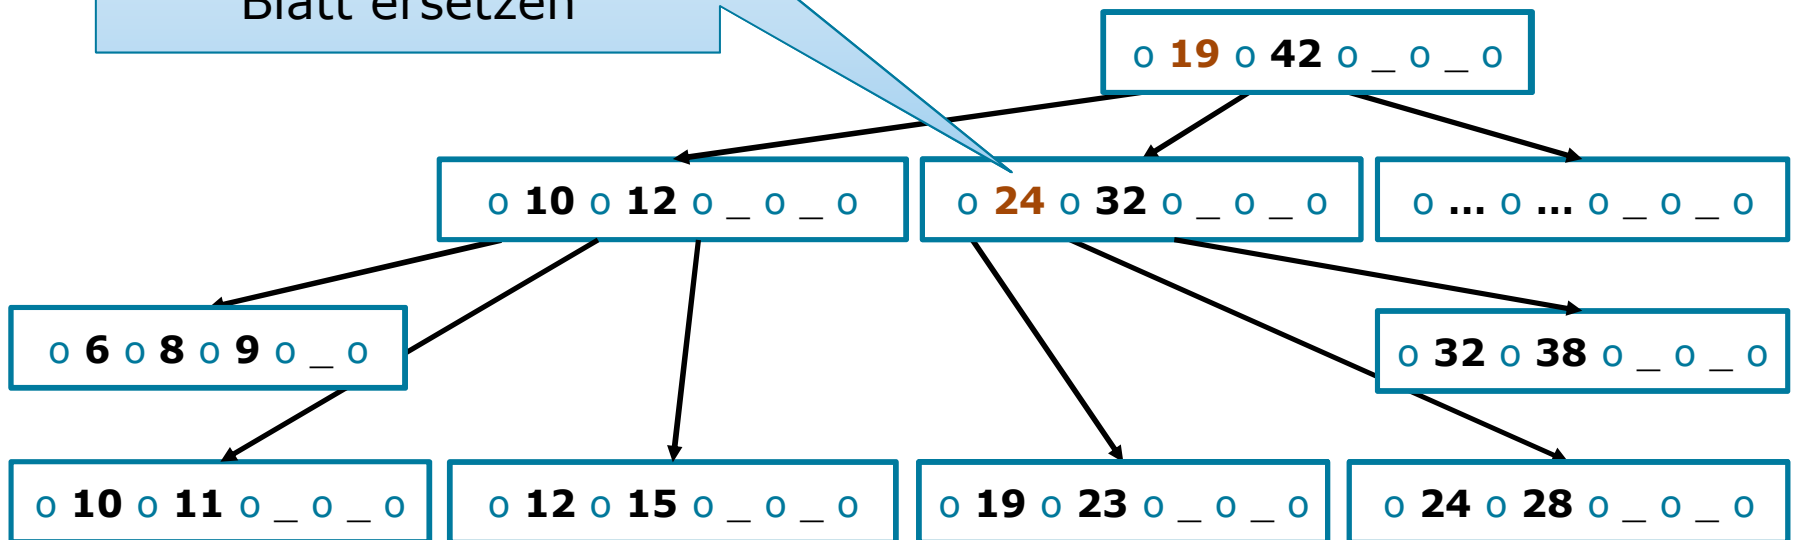 Blatt ersetzen
o 19 o 42 o _ o _ o
o 10 o 12 o _ o _ o
o 24 o 32 o _ o _ o
o ... o ... o _ o _ o
o 6 o 8 o 9 o _ o
o 32 o 38 o _ o _ o
o 10 o 11 o _ o _ o
o 12 o 15 o _ o _ o
o 19 o 23 o _ o _ o
o 24 o 28 o _ o _ o